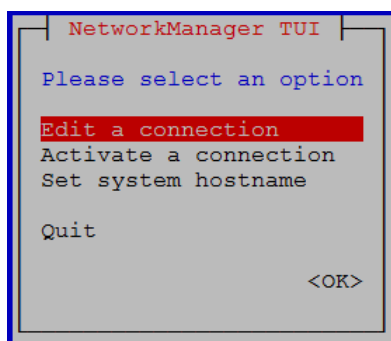 NetworkManager TUI
Please select an option
Edit a connection
Activate a connection
Set system hostname
Quit
<OK>